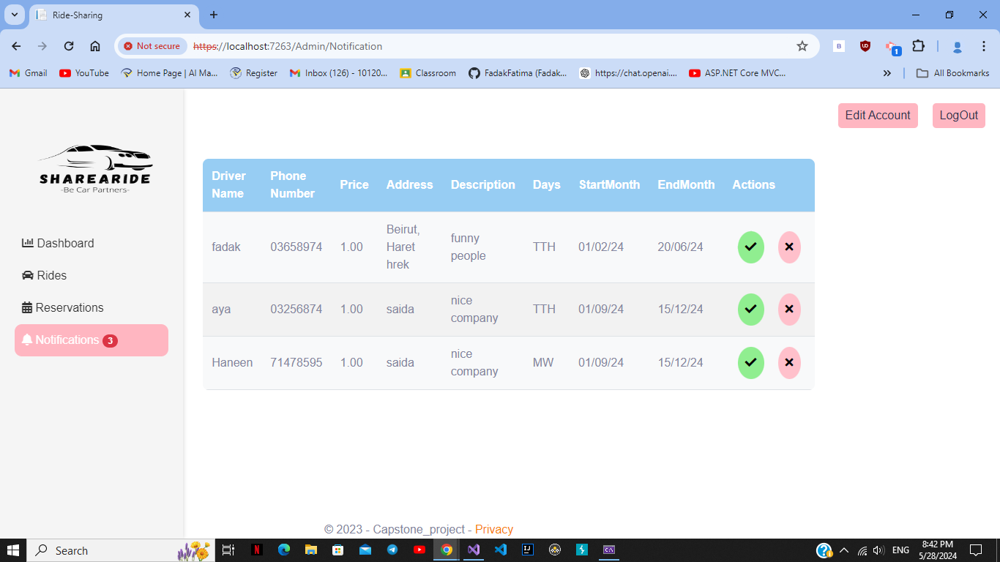 Ride-Sharing
Not secure
https://localhost:7263/Admin/Notification
B
1
Gmail
YouTube
Home Page | AI Ma...
Register
Inbox (126) - 10120...
Classroom
FadakFatima (Fadak...
https://chat.openai....
ASP.NET Core MVC...
All Bookmarks
Edit Account
LogOut
SHAREARIDE
-Be Car Partners-
Dashboard
Rides
Reservations
Notifications 3
Driver Name Phone Number Price Address Description Days StartMonth EndMonth Actions
fadak 03658974 1.00 Beirut, Haret hrek funny people TTH 01/02/24 20/06/24
aya 03256874 1.00 saida nice company TTH 01/09/24 15/12/24
Haneen 71478595 1.00 saida nice company MW 01/09/24 15/12/24
© 2023 - Capstone_project - Privacy
Search
ENG
8:42 PM
5/28/2024